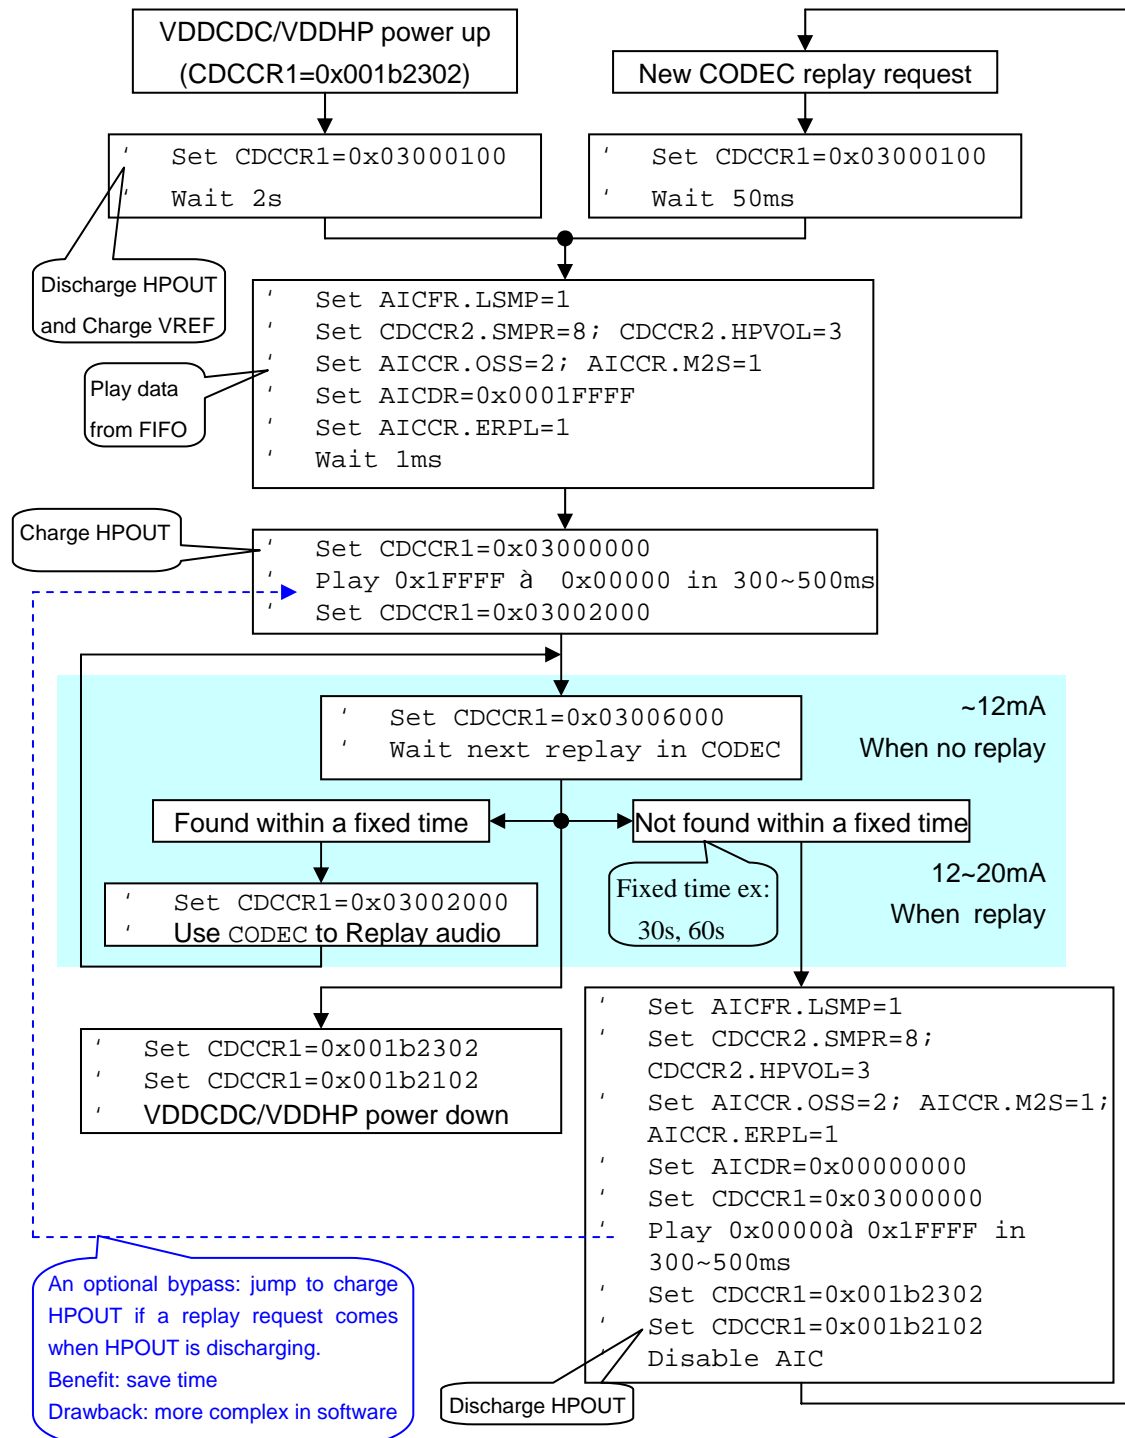 VDDCDC/VDDHP power up
(CDCCR1=0x001b2302)
New CODEC replay request
' Set CDCCR1=0x03000100
' Wait 2s
' Set CDCCR1=0x03000100
' Wait 50ms
Discharge HPOUT
and Charge VREF
' Set AICFR.LSMP=1
' Set CDCCR2.SMPR=8; CDCCR2.HPVOL=3
' Set AICCR.OSS=2; AICCR.M2S=1
' Set AICDR=0x0001FFFF
' Set AICCR.ERPL=1
' Wait 1ms
Play data
from FIFO
Charge HPOUT
' Set CDCCR1=0x03000000
' Play 0x1FFFF à 0x00000 in 300~500ms
' Set CDCCR1=0x03002000
' Set CDCCR1=0x03006000
' Wait next replay in CODEC
~12mA
When no replay
Found within a fixed time
Not found within a fixed time
Fixed time ex:
30s, 60s
12~20mA
When replay
' Set CDCCR1=0x03002000
' Use CODEC to Replay audio
' Set CDCCR1=0x001b2302
' Set CDCCR1=0x001b2102
' VDDCDC/VDDHP power down
' Set AICFR.LSMP=1
' Set CDCCR2.SMPR=8;
CDCCR2.HPVOL=3
' Set AICCR.OSS=2; AICCR.M2S=1;
AICCR.ERPL=1
' Set AICDR=0x00000000
' Set CDCCR1=0x03000000
' Play 0x00000à 0x1FFFF in
300~500ms
' Set CDCCR1=0x001b2302
' Set CDCCR1=0x001b2102
' Disable AIC
Discharge HPOUT
An optional bypass: jump to charge
HPOUT if a replay request comes
when HPOUT is discharging.
Benefit: save time
Drawback: more complex in software